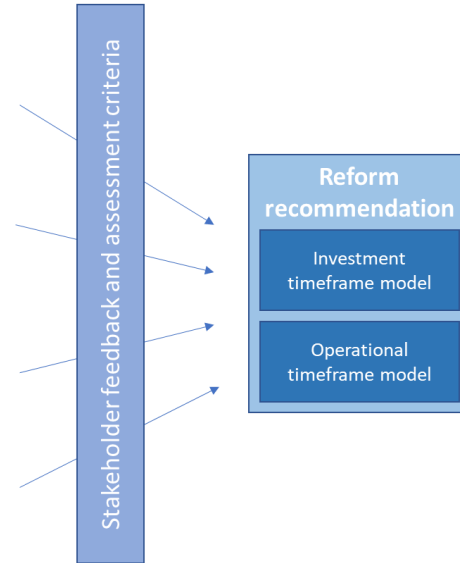 Stakeholder feedback and assessment criteria
Reform
recommendation
Investment
timeframe model
Operational
timeframe model